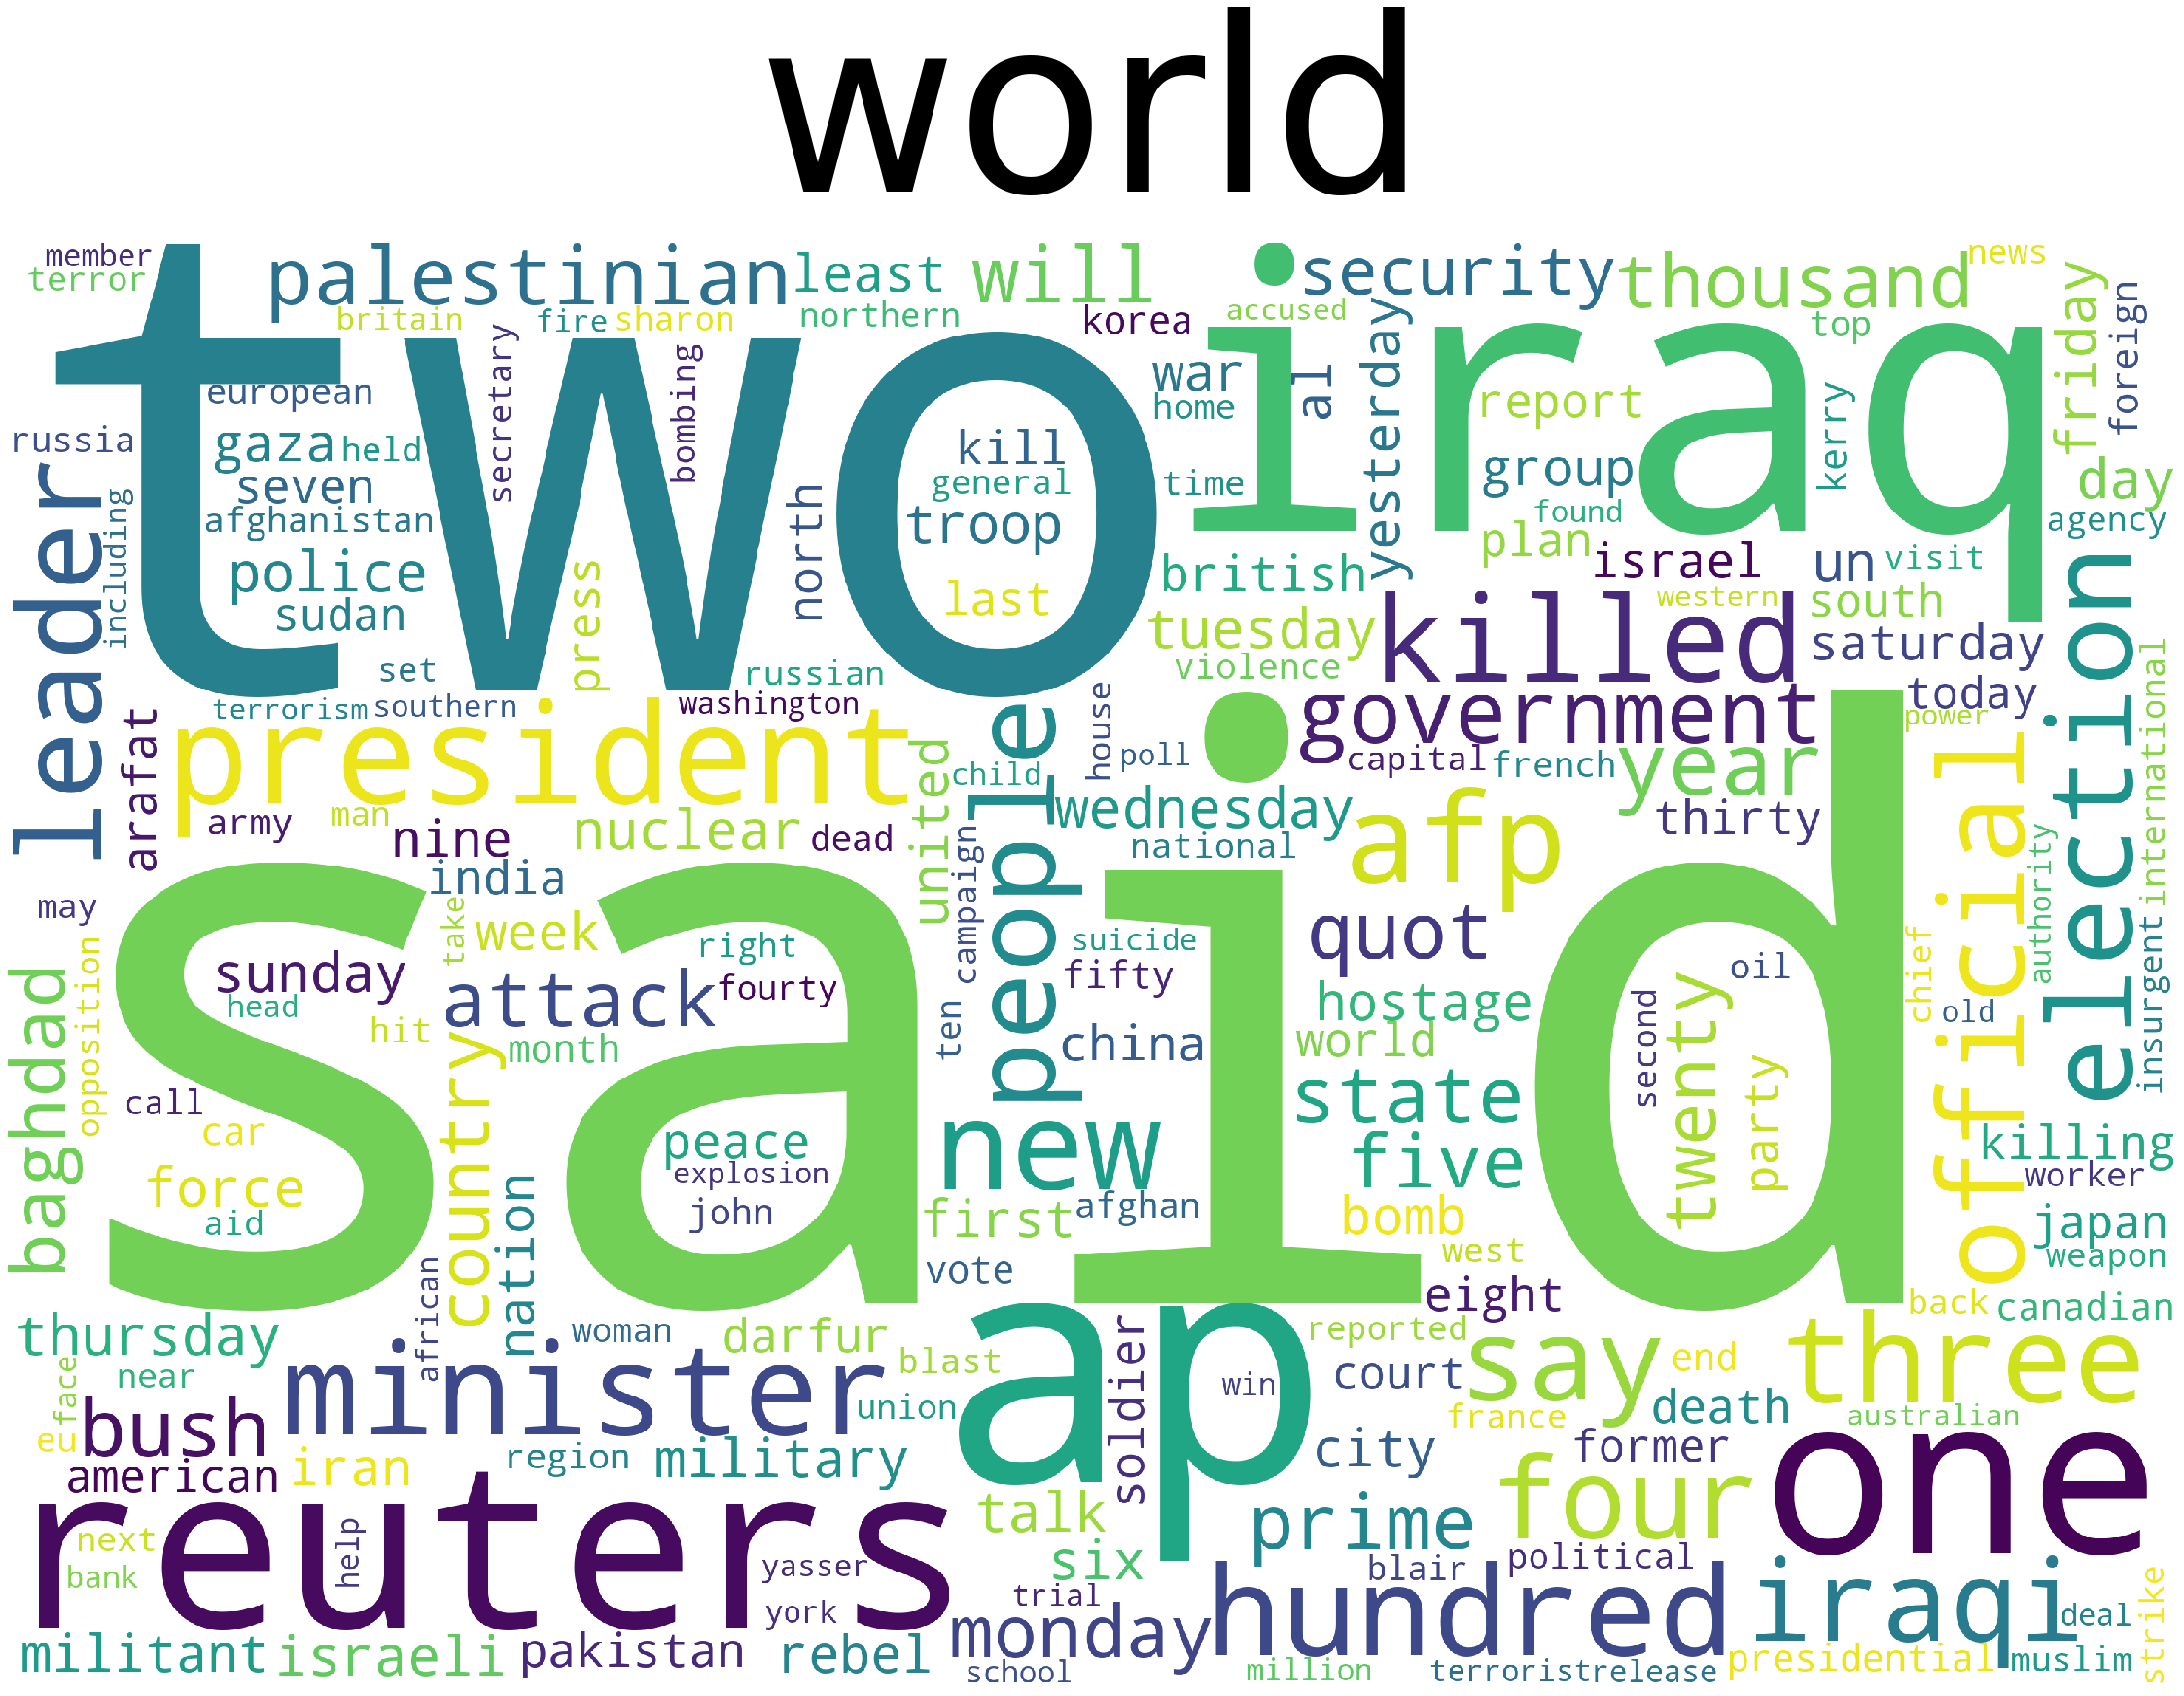 world
member
terror
palestinian
least
will
security
thousand
news
britain
fire
sharon
northern
korea
accused
top
friday
foreign
two
iraq
european
secretary
bombing
war
home
al
yesterday
report
kerry
russia
gaza
held
kill
general
time
group
day
leader
including
seven
afghanistan
north
troop
found
agency
police
press
last
british
plan
israel
un
visit
sudan
tuesday
killed
western
south
election
set
russian
violence
saturday
international
terrorism
southern
washington
house
government
today
power
arafat
president
united
people
child
poll
capital
french
year
official
army
man
nine
nuclear
dead
campaign
wednesday
national
afp
thirty
authority
may
said
india
take
week
right
suicide
quot
oil
chief
old
insurgent
baghdad
opposition
sunday
head
hit
attack
fourty
month
ten
fifty
china
hostage
world
second
twenty
party
call
car
country
peace
explosion
john
new
state
five
killing
worker
force
aid
nation
first
afghan
bomb
japan
weapon
west
vote
eight
back
canadian
thursday
near
african
woman
darfur
blast
ap
soldier
reported
say
end
three
face
eu
bush
minister
union
win
court
france
death
australian
american
iran
region
military
city
former
one
reuters
talk
prime
four
next
bank
help
yasser
york
six
trial
blair
political
hundred
iraqi
deal
strike
militant
israeli
pakistan
rebel
monday
school
million
terrorist
release
presidential
muslim